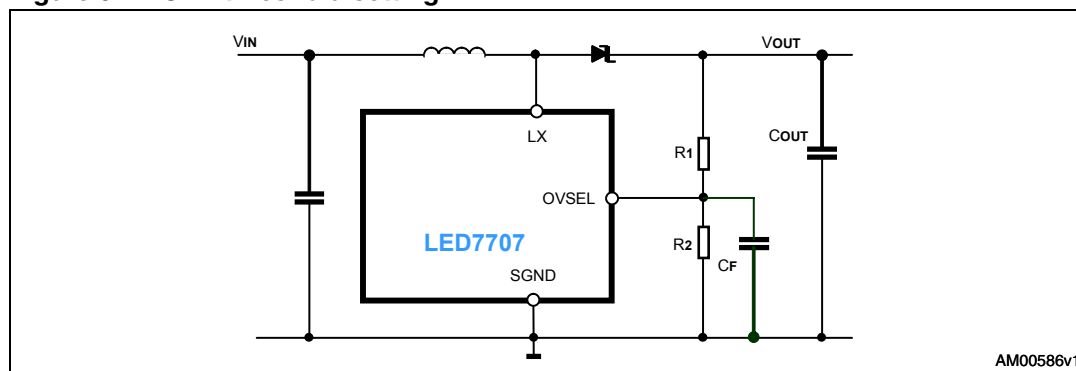 VIN
VOUT
LX
COUT
R1
OVSEL
LED7707
R2
CF
SGND
AM00586v1